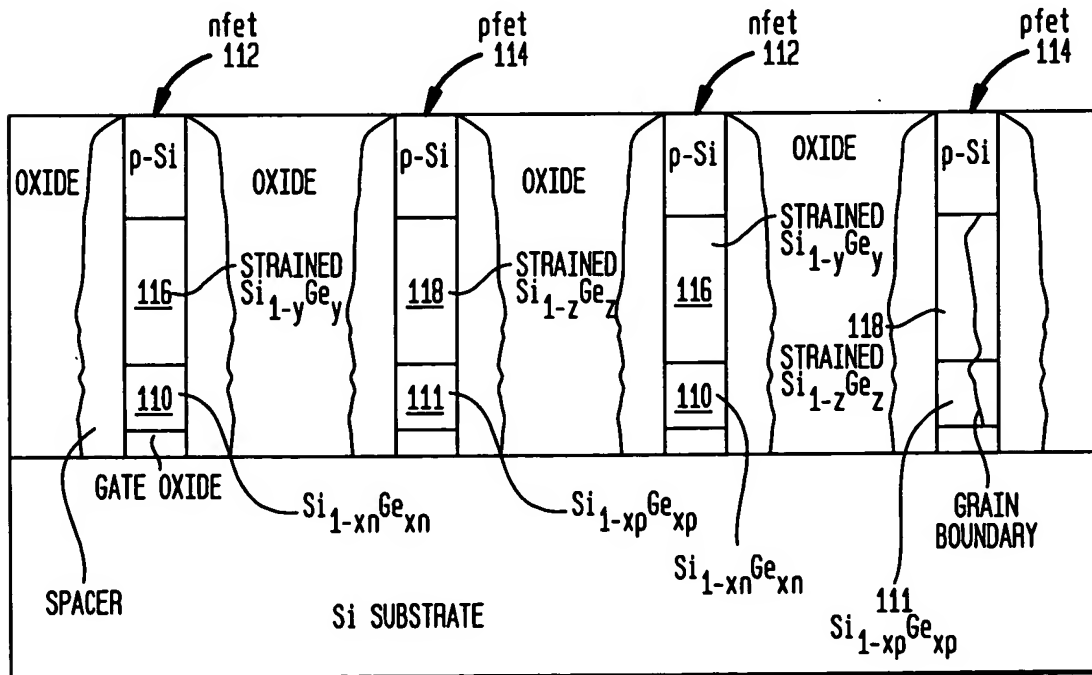 nfet
112
pfet
114
nfet
112
pfet
114
p-Si
p-Si
p-Si
p-Si
OXIDE
OXIDE
OXIDE
OXIDE
116
STRAINED
Si1-yGey
118
STRAINED
Si1-zGez
116
STRAINED
Si1-yGey
118
STRAINED
Si1-zGez
110
111
110
GATE OXIDE
Si1-xnGexn
Si1-xpGexp
Si1-xnGexn
GRAIN
BOUNDARY
SPACER
Si SUBSTRATE
111
Si1-xpGexp